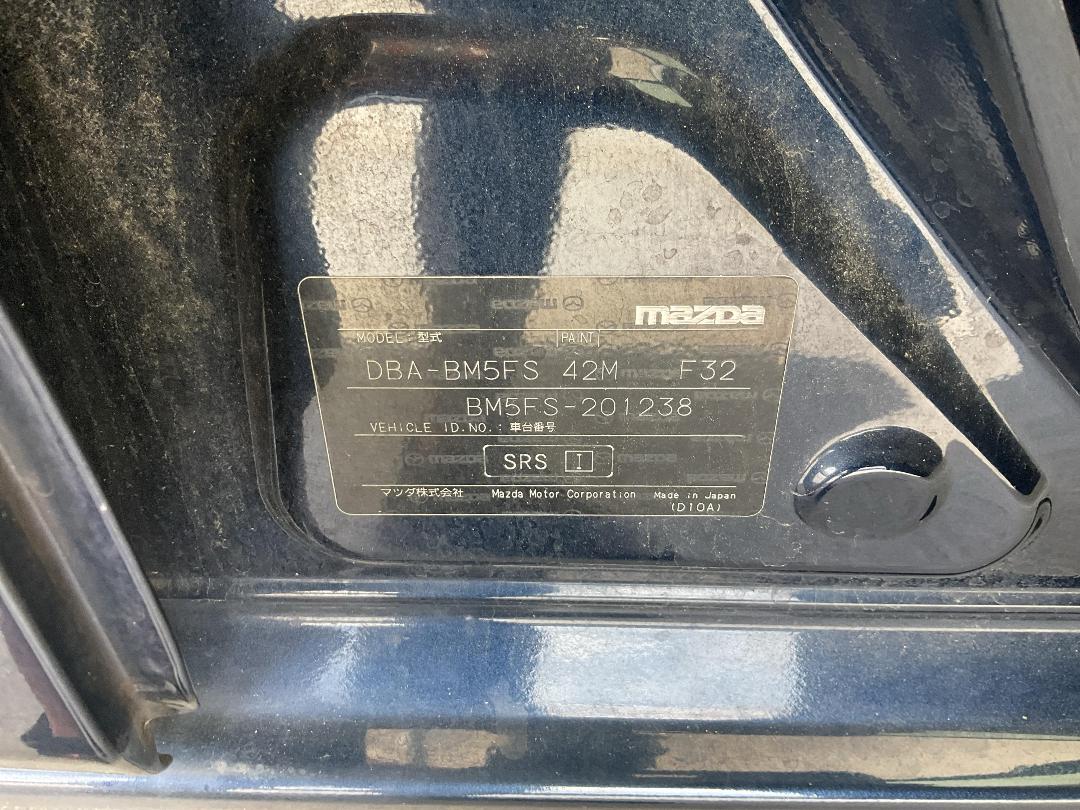 mazda
MODEL: 型式 PAINT
DBA-BM5FS 42M F32
BM5FS-201238
VEHICLE ID.NO.: 車台番号
SRS I
マツダ株式会社 Mazda Motor Corporation Made in Japan
(D10A)